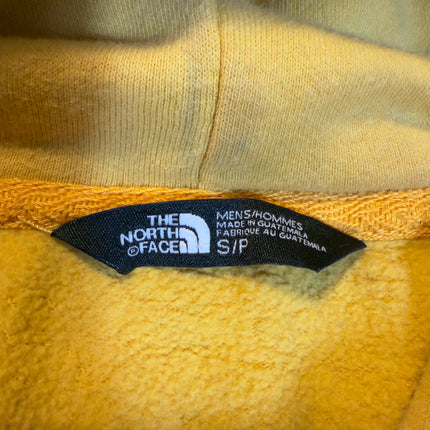 THE
NORTH
FACE
MENS/HOMMES
MADE IN GUATEMALA
FABRIQUE AU GUATEMALA
S/P